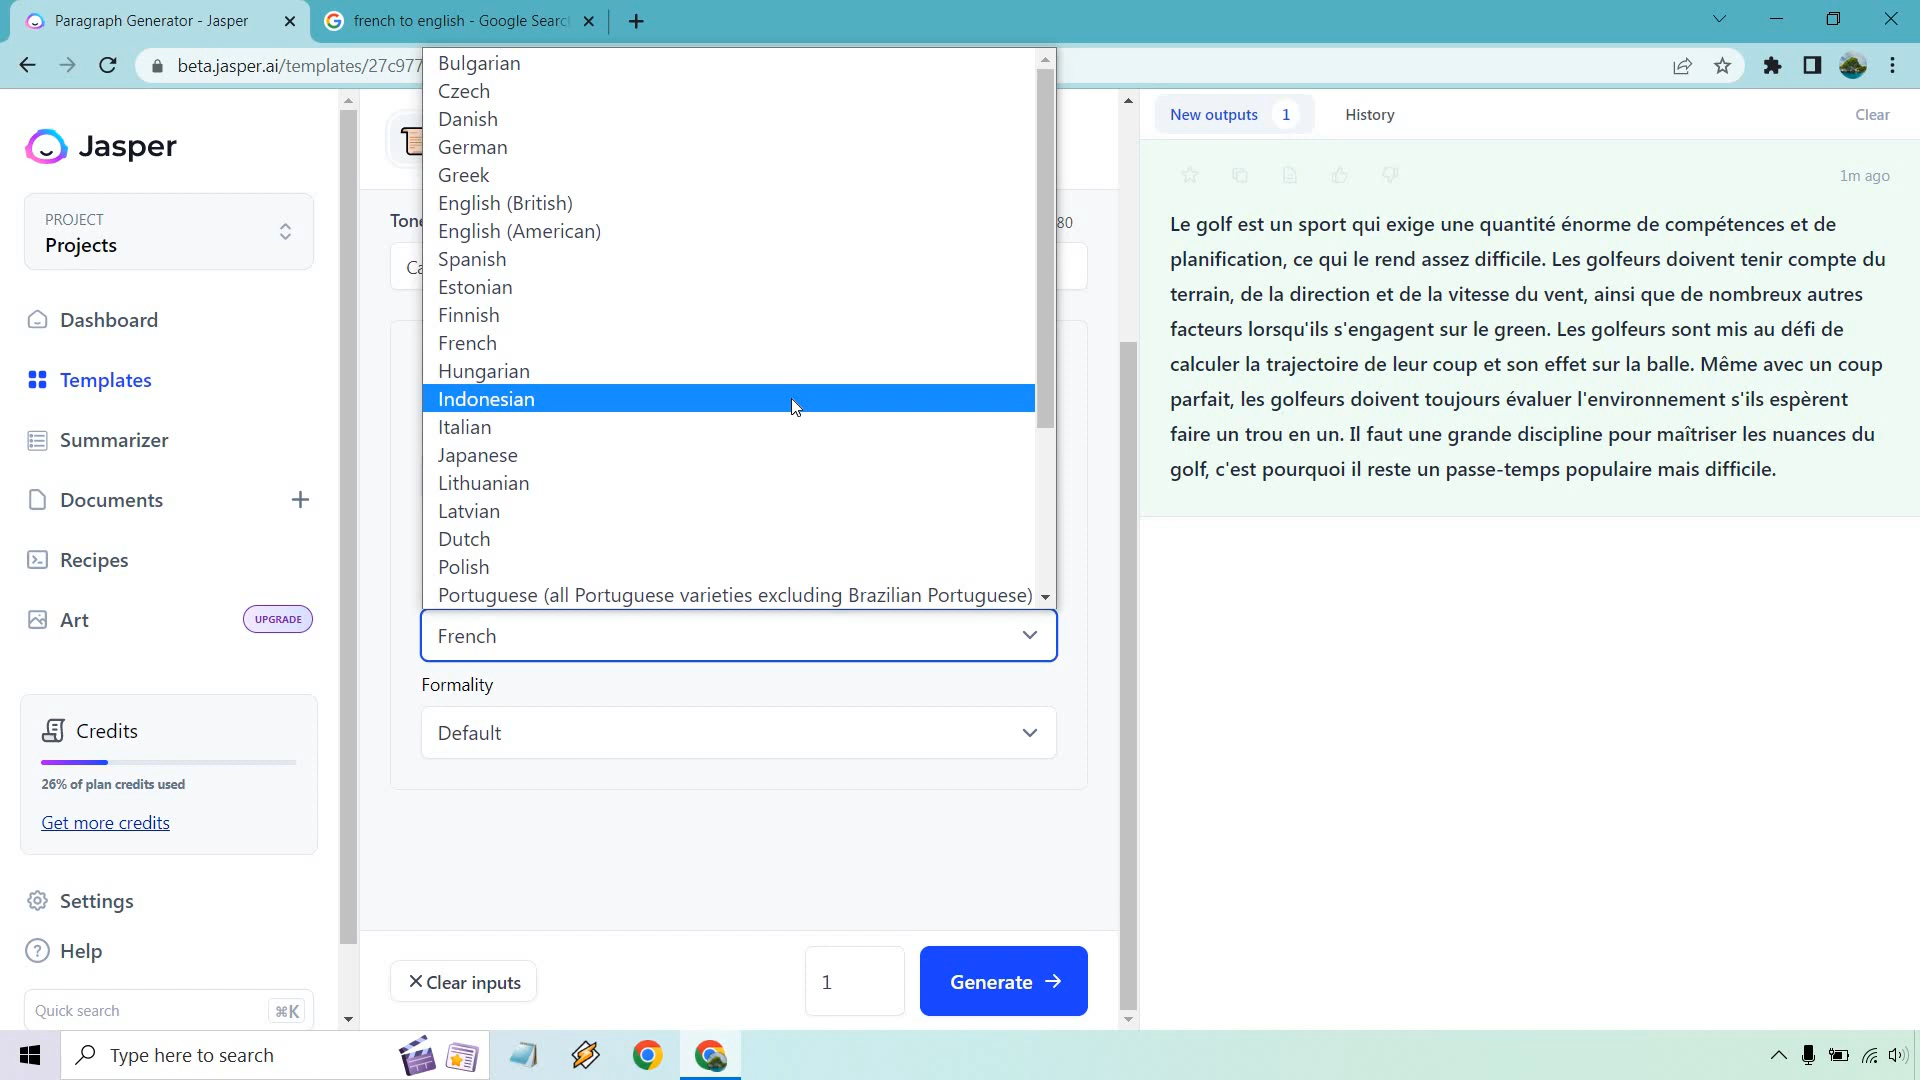 Paragraph Generator - Jasper
french to english - Google Searc
beta.jasper.ai/templates/27c977
Jasper
PROJECT
Projects
Dashboard
Templates
Summarizer
Documents
Recipes
Art
UPGRADE
Credits
26% of plan credits used
Get more credits
Settings
Help
Quick search
⌘K
Tone
80
Ca
Bulgarian
Czech
Danish
German
Greek
English (British)
English (American)
Spanish
Estonian
Finnish
French
Hungarian
Indonesian
Italian
Japanese
Lithuanian
Latvian
Dutch
Polish
Portuguese (all Portuguese varieties excluding Brazilian Portuguese)
French
Formality
Default
Clear inputs
1
Generate
New outputs 1
History
Clear
1m ago
Le golf est un sport qui exige une quantité énorme de compétences et de
planification, ce qui le rend assez difficile. Les golfeurs doivent tenir compte du
terrain, de la direction et de la vitesse du vent, ainsi que de nombreux autres
facteurs lorsqu'ils s'engagent sur le green. Les golfeurs sont mis au défi de
calculer la trajectoire de leur coup et son effet sur la balle. Même avec un coup
parfait, les golfeurs doivent toujours évaluer l'environnement s'ils espèrent
faire un trou en un. Il faut une grande discipline pour maîtriser les nuances du
golf, c'est pourquoi il reste un passe-temps populaire mais difficile.
Type here to search